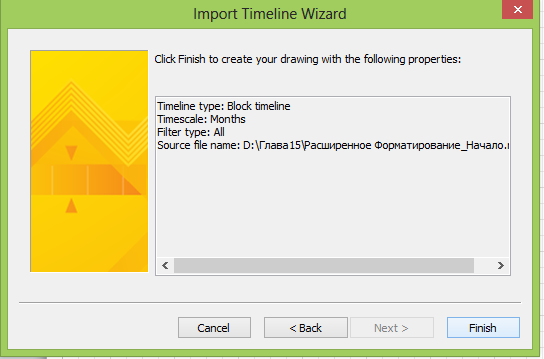 Import Timeline Wizard
Click Finish to create your drawing with the following properties:
Timeline type: Block timeline
Timescale: Months
Filter type: All
Source file name: D:\Глава15\Расширенное Форматирование_Начало.
Cancel
< Back
Next >
Finish